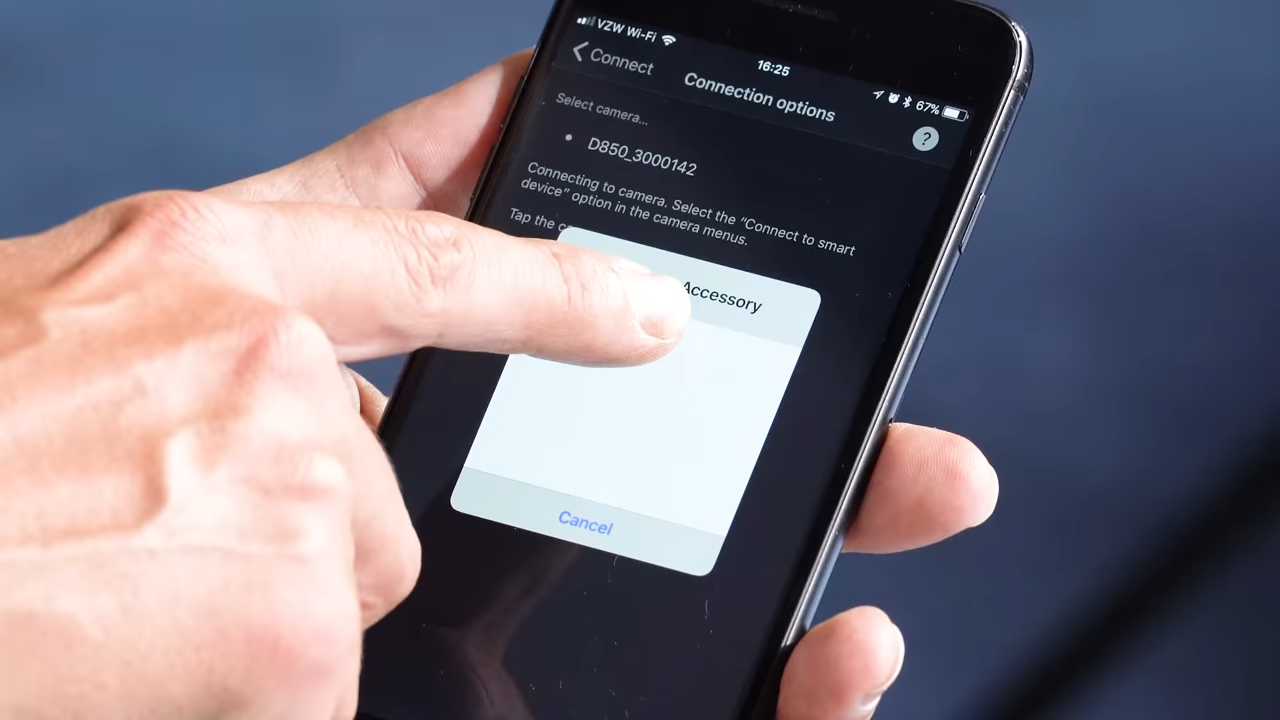 VZW Wi-Fi
16:25
67%
Connect
Connection options
?
Select camera...
• D850_3000142
Connecting to camera. Select the "Connect to smart
device" option in the camera menus.
Tap the
Accessory
Cancel